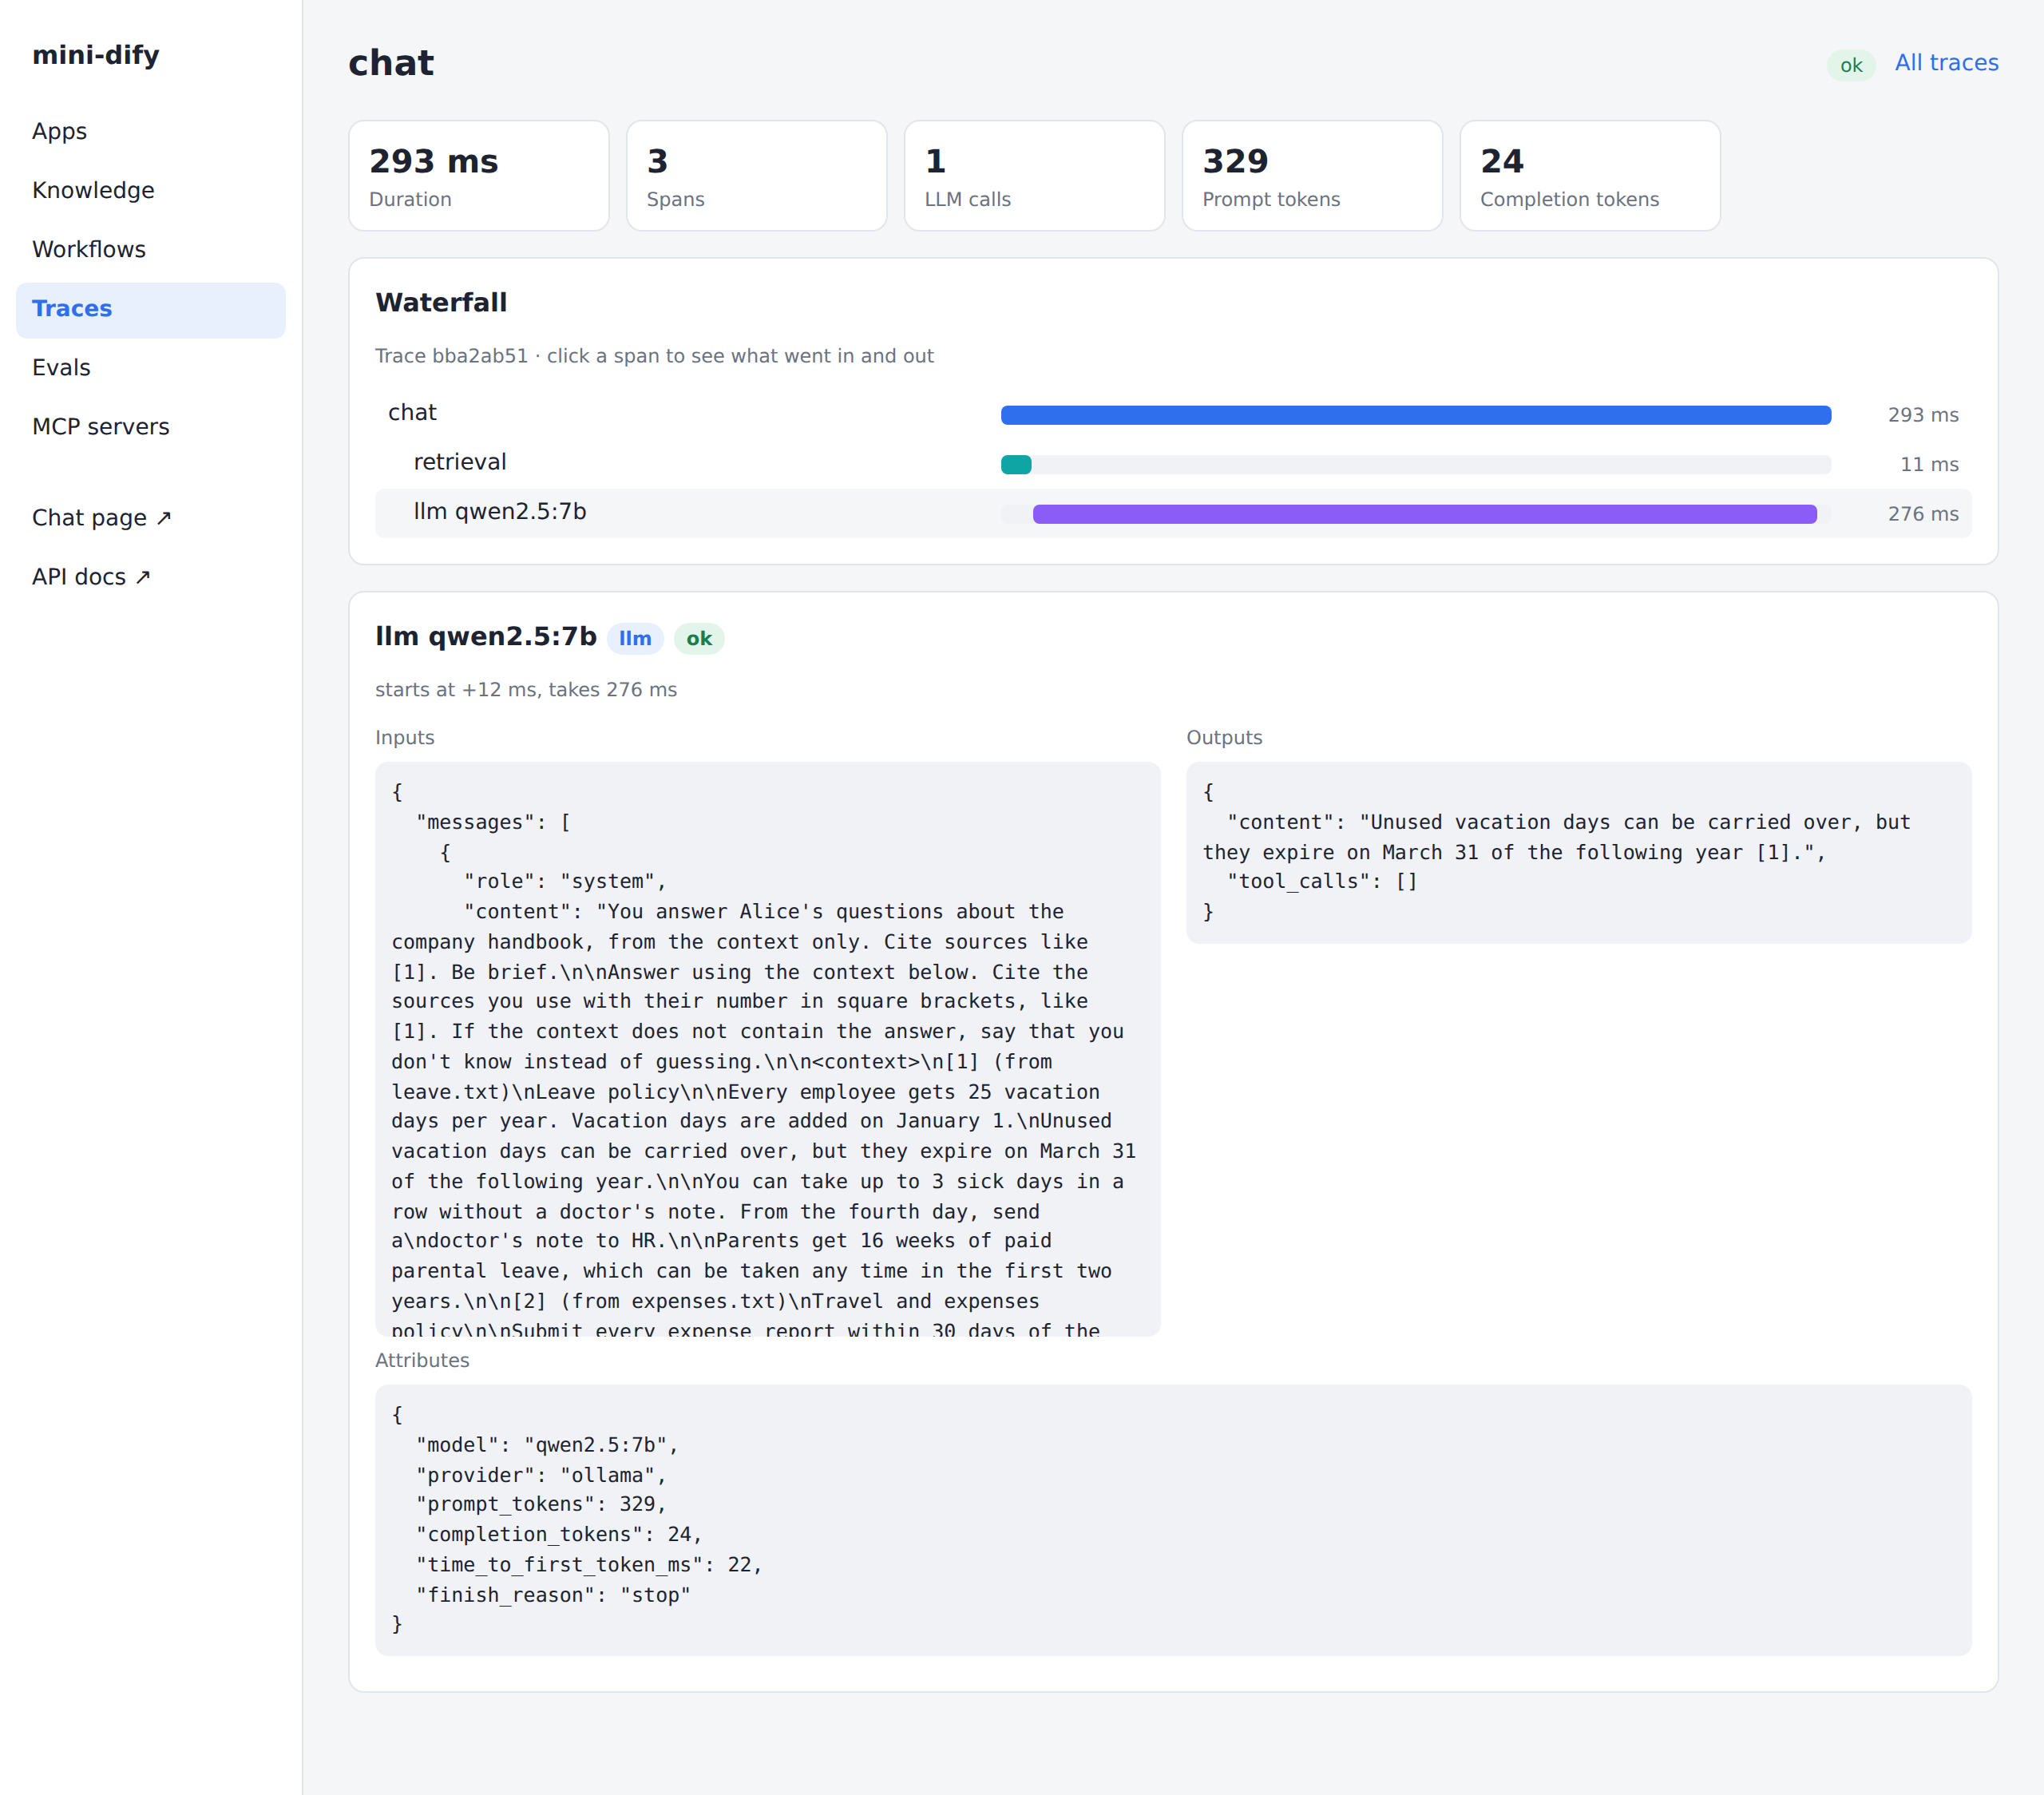 mini-dify
Apps
Knowledge
Workflows
Traces
Evals
MCP servers
Chat page ↗
API docs ↗
chat
ok
All traces
293 ms
Duration
3
Spans
1
LLM calls
329
Prompt tokens
24
Completion tokens
Waterfall
Trace bba2ab51 · click a span to see what went in and out
chat
293 ms
retrieval
11 ms
llm qwen2.5:7b
276 ms
llm qwen2.5:7b llm ok
starts at +12 ms, takes 276 ms
Inputs
{
  "messages": [
    {
      "role": "system",
      "content": "You answer Alice's questions about the
company handbook, from the context only. Cite sources like
[1]. Be brief.\n\nAnswer using the context below. Cite the
sources you use with their number in square brackets, like
[1]. If the context does not contain the answer, say that you
don't know instead of guessing.\n\n<context>\n[1] (from
leave.txt)\nLeave policy\n\nEvery employee gets 25 vacation
days per year. Vacation days are added on January 1.\nUnused
vacation days can be carried over, but they expire on March 31
of the following year.\n\nYou can take up to 3 sick days in a
row without a doctor's note. From the fourth day, send
a\ndoctor's note to HR.\n\nParents get 16 weeks of paid
parental leave, which can be taken any time in the first two
years.\n\n[2] (from expenses.txt)\nTravel and expenses
policy\n\nSubmit every expense report within 30 days of the
Outputs
{
  "content": "Unused vacation days can be carried over, but
they expire on March 31 of the following year [1].",
  "tool_calls": []
}
Attributes
{
  "model": "qwen2.5:7b",
  "provider": "ollama",
  "prompt_tokens": 329,
  "completion_tokens": 24,
  "time_to_first_token_ms": 22,
  "finish_reason": "stop"
}